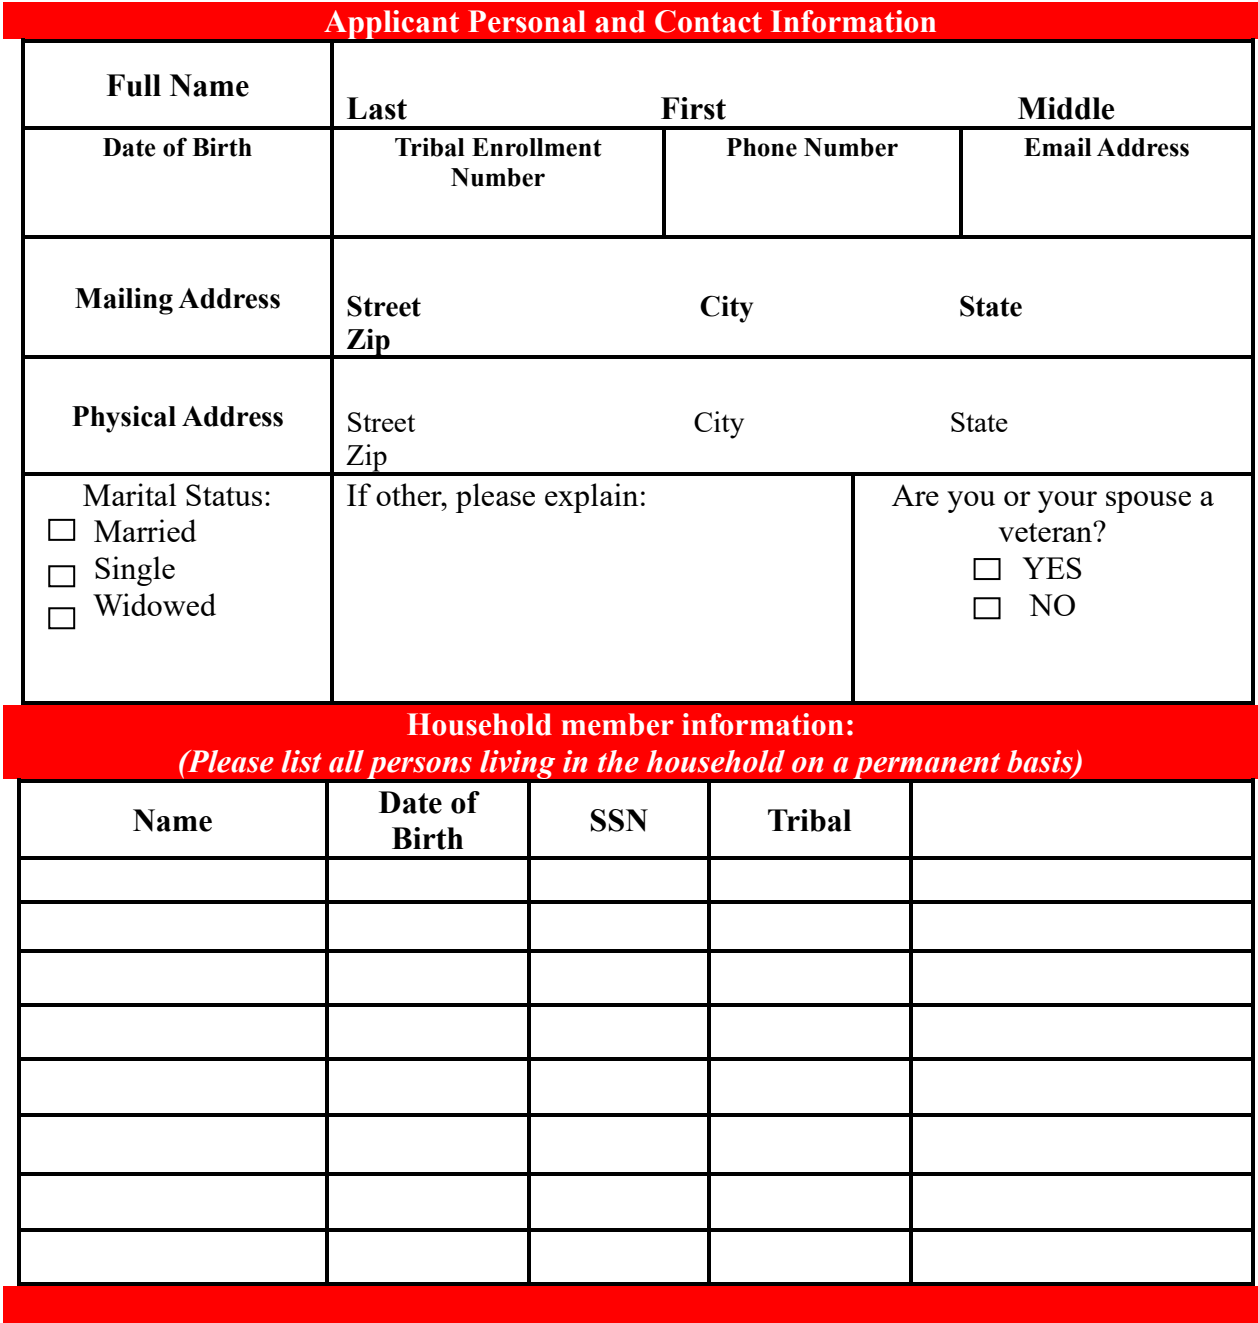 Applicant Personal and Contact Information
Full Name
Last First Middle
Date of Birth
Tribal Enrollment
Number
Phone Number
Email Address
Mailing Address
Street City State
Zip
Physical Address
Street City State
Zip
Marital Status:
Married
Single
Widowed
If other, please explain:
Are you or your spouse a
veteran?
YES
NO
Household member information:
(Please list all persons living in the household on a permanent basis)
Name
Date of
Birth
SSN
Tribal